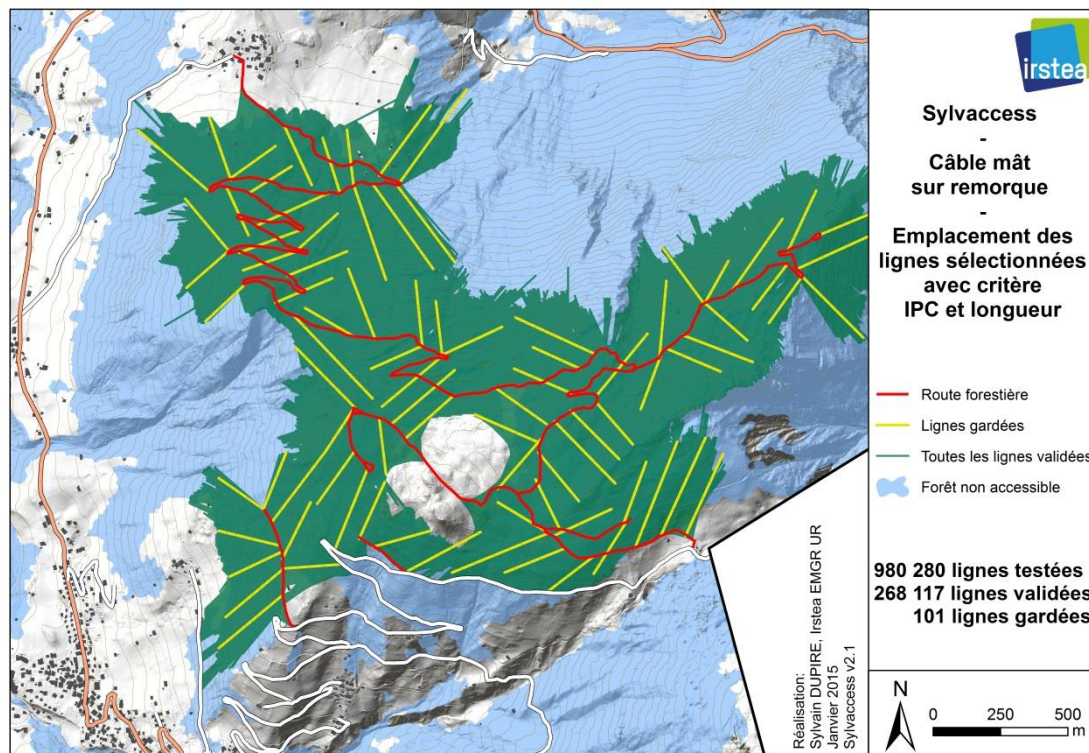 irstea
Sylvaccess
-
Câble mât
sur remorque
-
Emplacement des
lignes sélectionnées
avec critère
IPC et longueur
Route forestière
Lignes gardées
Toutes les lignes validées
Forêt non accessible
980 280 lignes testées
268 117 lignes validées
101 lignes gardées
Réalisation:
Sylvain DUPIRE, Irstea EMGR UR
Janvier 2015
Sylvaccess v2.1
N
0 250 500
m